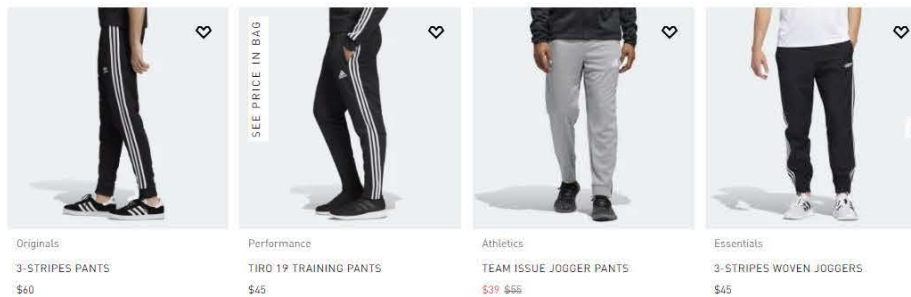 SEE PRICE IN BAG
Originals
3-STRIPES PANTS
$60
Performance
TIRO 19 TRAINING PANTS
$45
Athletics
TEAM ISSUE JOGGER PANTS
$39 $55
Essentials
3-STRIPES WOVEN JOGGERS
$45